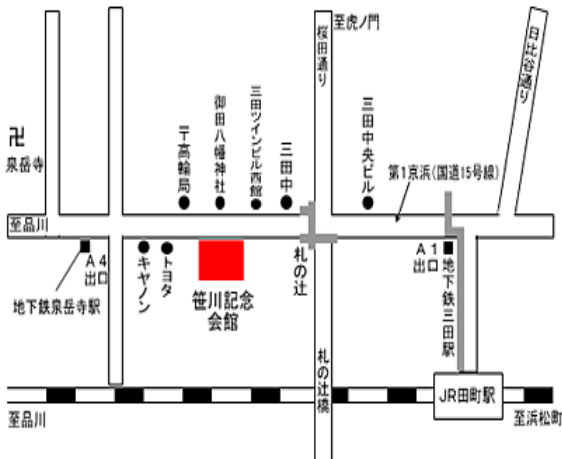 至虎ノ門
桜田通り
日比谷通り
卍
泉岳寺
〒高輪局
御田八幡神社
三田ツインビル西館
三田中
三田中央ビル
第1京浜(国道15号線)
至品川
A4
出口
地下鉄泉岳寺駅
キヤノン
トヨタ
笹川記念
会館
札の辻
A1
出口
地下鉄三田駅
札の辻橋
JR田町駅
至品川
至浜松町